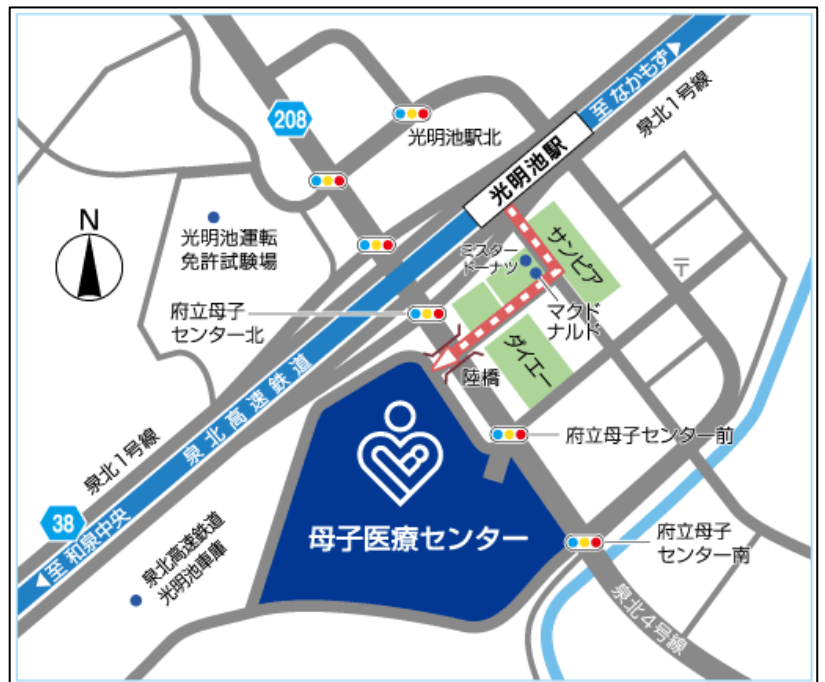 至 なかもず
泉北1号線
208
光明池駅北
光明池駅
N
光明池運転
免許試験場
ミスター
ドーナツ
サンピア
〒
マクド
ナルド
府立母子
センター北
ダイエー
陸橋
泉北高速鉄道
府立母子センター前
泉北1号線
38
至 和泉中央
泉北高速鉄道
光明池車庫
母子医療センター
府立母子
センター南
泉北4号線